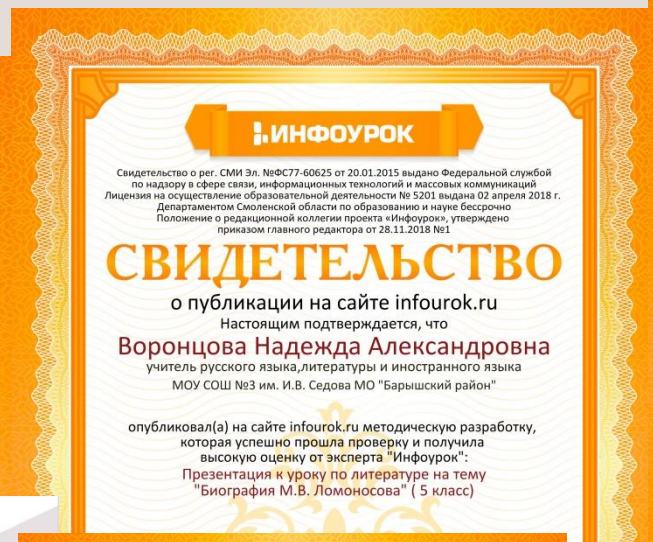 ИНФОУРОК
Свидетельство о рег. СМИ Эл. №ФС77-60625 от 20.01.2015 выдано Федеральной службой
по надзору в сфере связи, информационных технологий и массовых коммуникаций
Лицензия на осуществление образовательной деятельности № 5201 выдана 02 апреля 2018 г.
Департаментом Смоленской области по образованию и науке бессрочно
Положение о редакционной коллегии проекта «Инфоурок», утверждено
приказом главного редактора от 28.11.2018 №1
СВИДЕТЕЛЬСТВО
о публикации на сайте infourok.ru
Настоящим подтверждается, что
Воронцова Надежда Александровна
учитель русского языка,литературы и иностранного языка
МОУ СОШ №3 им. И.В. Седова МО "Барышский район"
опубликовал(а) на сайте infourok.ru методическую разработку,
которая успешно прошла проверку и получила
высокую оценку от эксперта "Инфоурок":
Презентация к уроку по литературе на тему
"Биография М.В. Ломоносова" ( 5 класс)